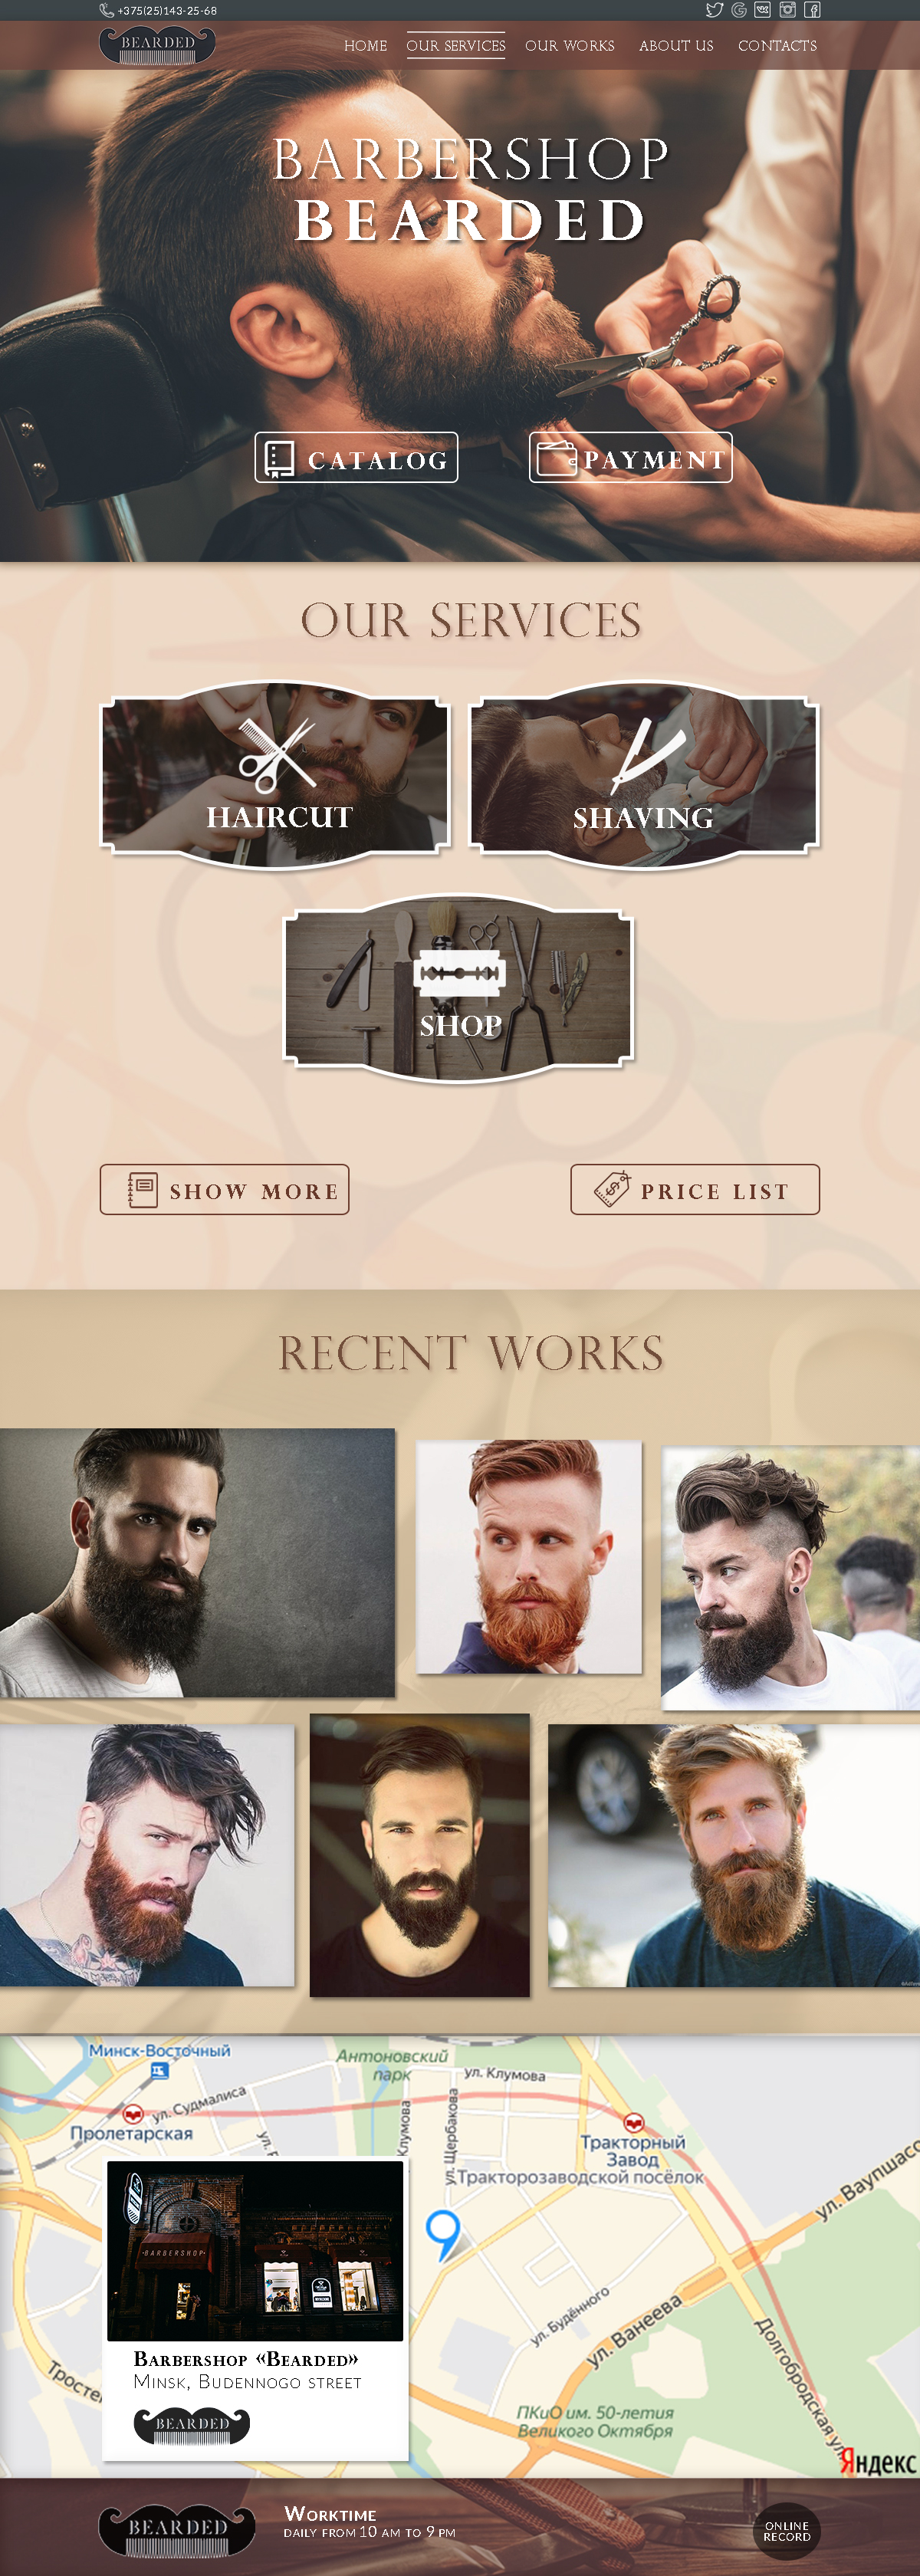 +375(25)143-25-68
BEARDED
HOME OUR SERVICES OUR WORKS ABOUT US CONTACTS
BARBERSHOP
BEARDED
CATALOG
PAYMENT
OUR SERVICES
HAIRCUT
SHAVING
SHOP
SHOW MORE
PRICE LIST
RECENT WORKS
Минск-Восточный
Антоновский
парк
ул. Клумова
ул. Судмалиса
Пролетарская
Клумова
ул. Щербакова
Тракторный
Завод
Тракторозаводской посёлок
ул. Ваупшасо
BARBERSHOP
ул. Будённого
ул. Ванеева
Долгобродская ул.
Barbershop «Bearded»
Minsk, Budennogo street
BEARDED
Тростен
ПКиО им. 50-летия
Великого Октября
Яндекс
BEARDED
Worktime
daily from 10 am to 9 pm
ONLINE
RECORD